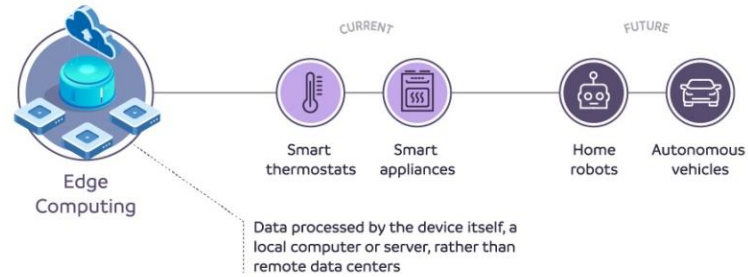 CURRENT
FUTURE
Edge
Computing
Smart
thermostats
Smart
appliances
Home
robots
Autonomous
vehicles
Data processed by the device itself, a
local computer or server, rather than
remote data centers